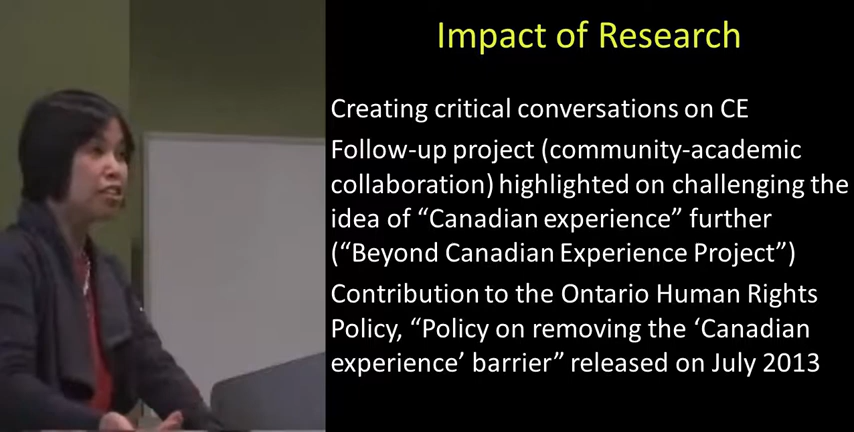 Impact of Research
Creating critical conversations on CE
Follow-up project (community-academic
collaboration) highlighted on challenging the
idea of “Canadian experience” further
(“Beyond Canadian Experience Project”)
Contribution to the Ontario Human Rights
Policy, “Policy on removing the ‘Canadian
experience’ barrier” released on July 2013